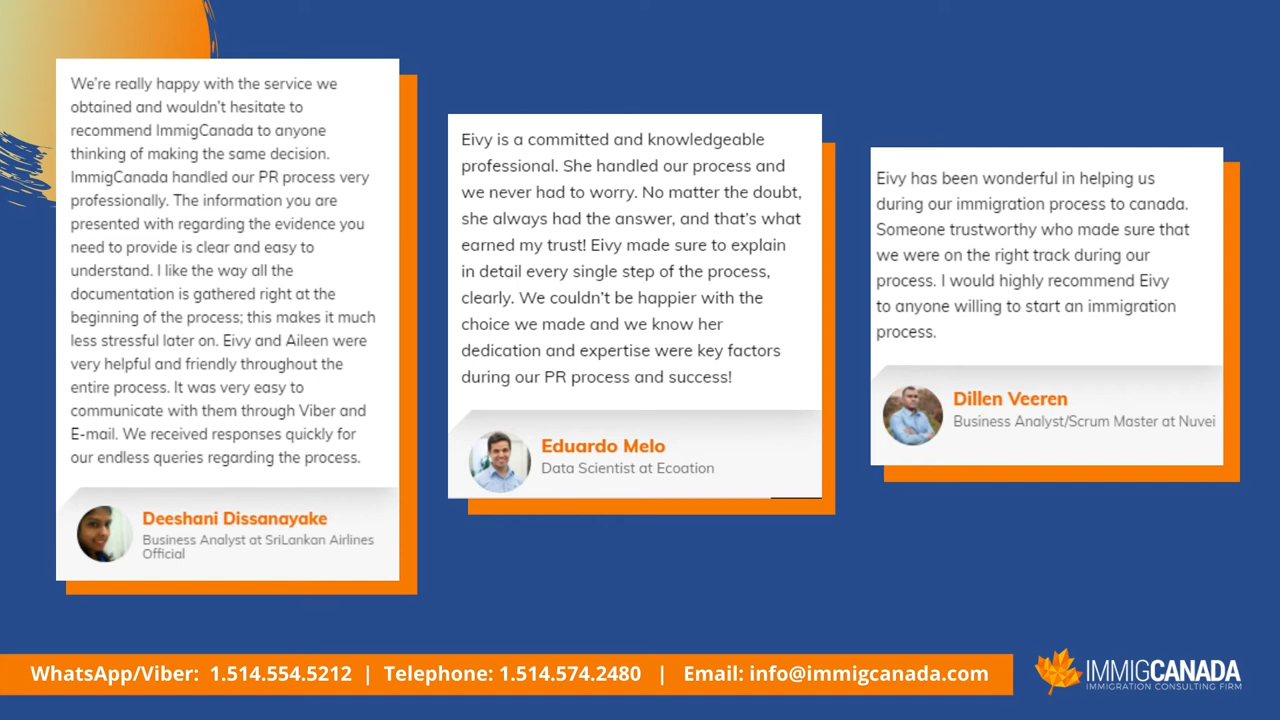 We're really happy with the service we
obtained and wouldn't hesitate to
recommend ImmigCanada to anyone
thinking of making the same decision.
ImmigCanada handled our PR process very
professionally. The information you are
presented with regarding the evidence you
need to provide is clear and easy to
understand. I like the way all the
documentation is gathered right at the
beginning of the process; this makes it much
less stressful later on. Eivy and Aileen were
very helpful and friendly throughout the
entire process. It was very easy to
communicate with them through Viber and
E-mail. We received responses quickly for
our endless queries regarding the process.
Deeshani Dissanayake
Business Analyst at SriLankan Airlines
Official
Eivy is a committed and knowledgeable
professional. She handled our process and
we never had to worry. No matter the doubt,
she always had the answer, and that's what
earned my trust! Eivy made sure to explain
in detail every single step of the process,
clearly. We couldn't be happier with the
choice we made and we know her
dedication and expertise were key factors
during our PR process and success!
Eduardo Melo
Data Scientist at Ecoation
Eivy has been wonderful in helping us
during our immigration process to canada.
Someone trustworthy who made sure that
we were on the right track during our
process. I would highly recommend Eivy
to anyone willing to start an immigration
process.
Dillen Veeren
Business Analyst/Scrum Master at Nuvei
WhatsApp/Viber: 1.514.554.5212 | Telephone: 1.514.574.2480 | Email: info@immigcanada.com
IMMIGCANADA
IMMIGRATION CONSULTING FIRM